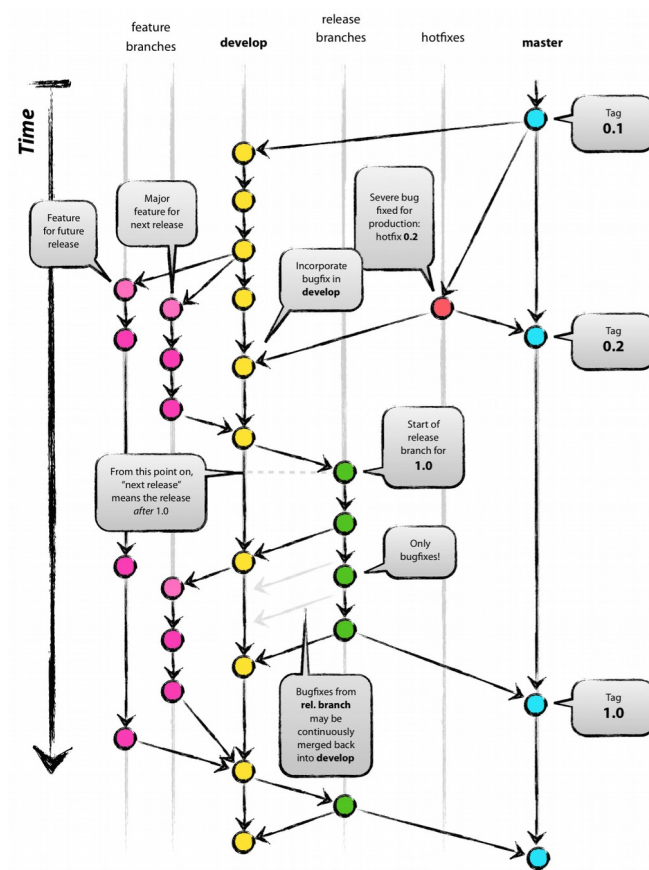 feature
branches
develop
release
branches
hotfixes
master
Time
Tag
0.1
Major
feature for
next release
Severe bug
fixed for
production:
hotfix 0.2
Feature
for future
release
Incorporate
bugfix in
develop
Tag
0.2
Start of
release
branch for
1.0
From this point on,
“next release”
means the release
after 1.0
Only
bugfixes!
Bugfixes from
rel. branch
may be
continuously
merged back
into develop
Tag
1.0